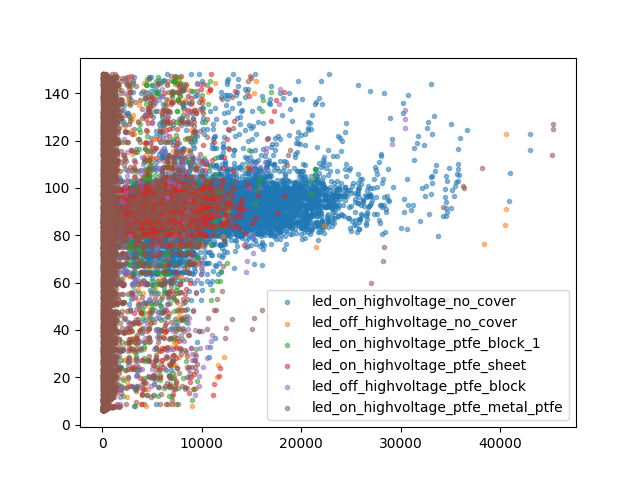 140
120
100
80
60
40
20
0
led_on_highvoltage_no_cover
led_off_highvoltage_no_cover
led_on_highvoltage_ptfe_block_1
led_on_highvoltage_ptfe_sheet
led_off_highvoltage_ptfe_block
led_on_highvoltage_ptfe_metal_ptfe
0 10000 20000 30000 40000